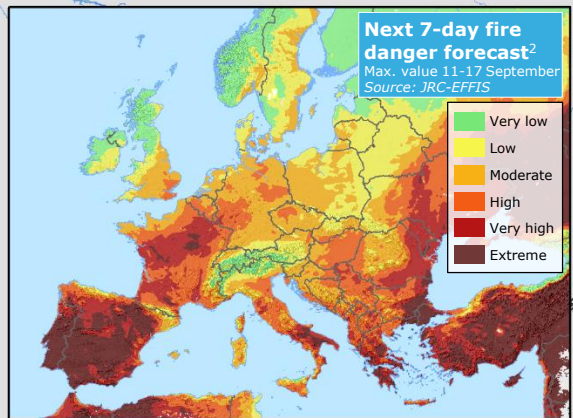 Next 7-day fire
danger forecast²
Max. value 11-17 September
Source: JRC-EFFIS
Very low
Low
Moderate
High
Very high
Extreme